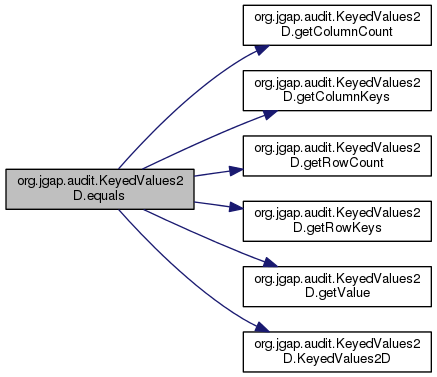 org.jgap.audit.KeyedValues2
D.equals
org.jgap.audit.KeyedValues2
D.getColumnCount
org.jgap.audit.KeyedValues2
D.getColumnKeys
org.jgap.audit.KeyedValues2
D.getRowCount
org.jgap.audit.KeyedValues2
D.getRowKeys
org.jgap.audit.KeyedValues2
D.getValue
org.jgap.audit.KeyedValues2
D.KeyedValues2D